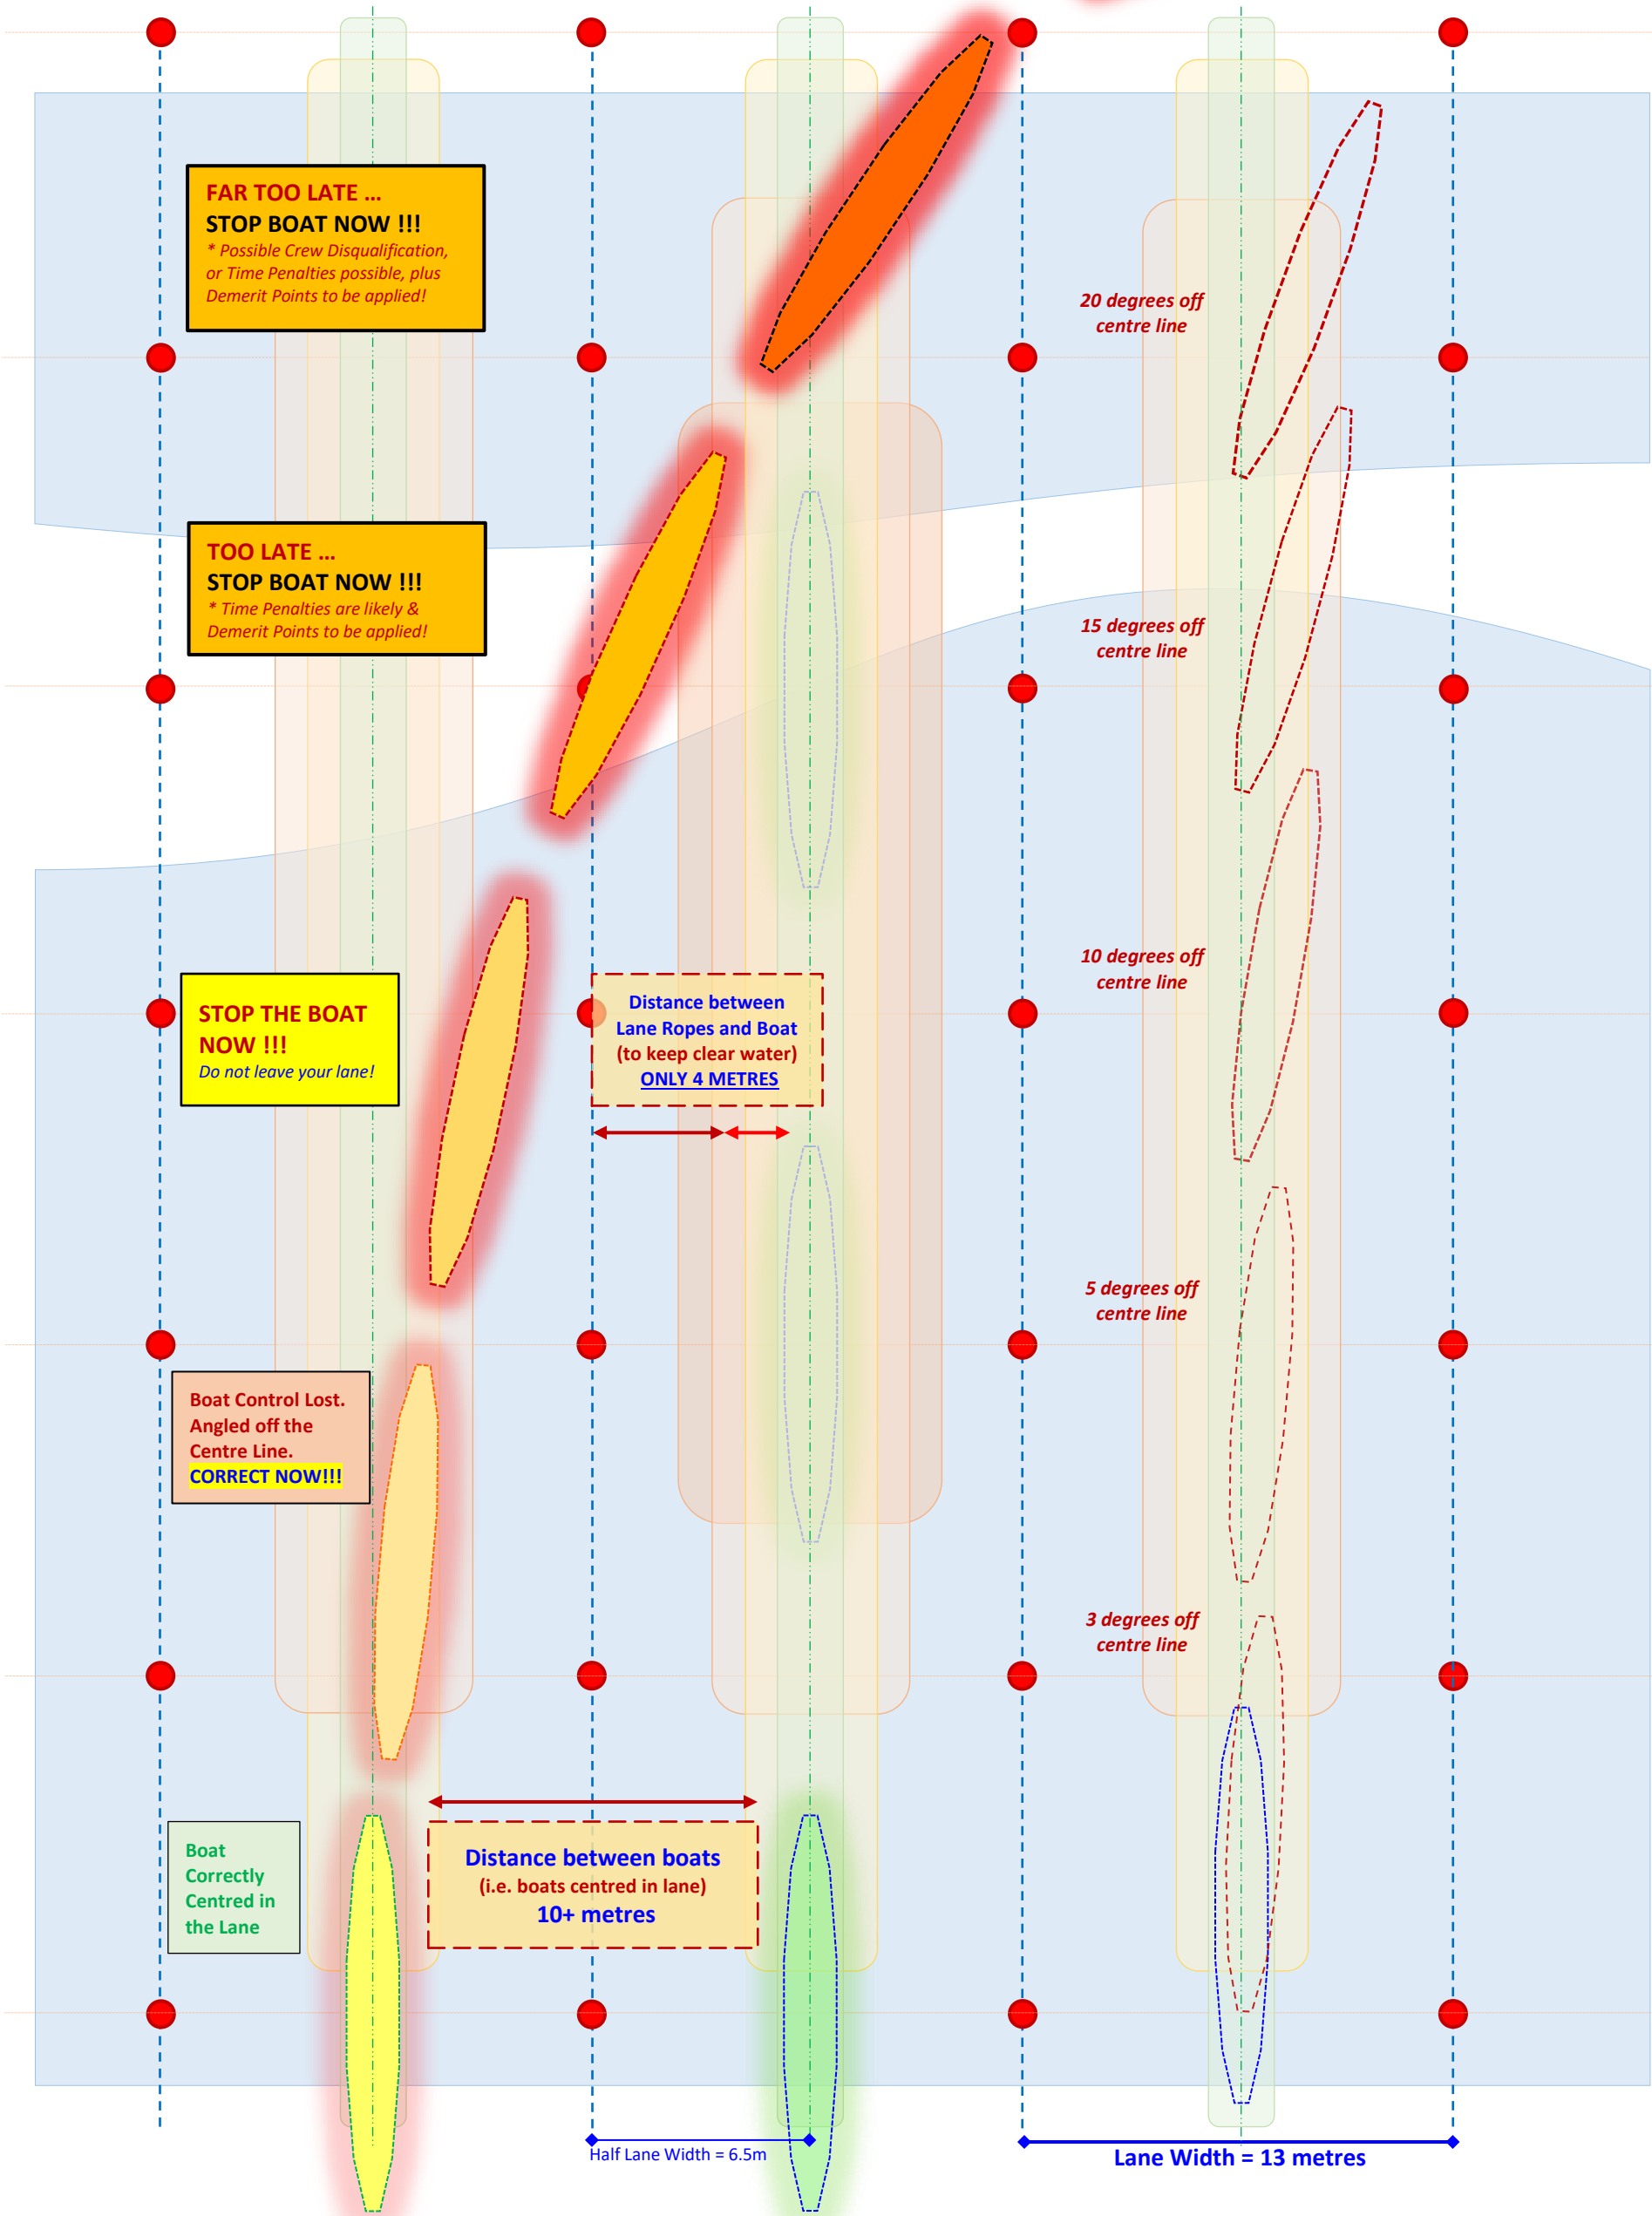 FAR TOO LATE ...
STOP BOAT NOW !!!
* Possible Crew Disqualification,
or Time Penalties possible, plus
Demerit Points to be applied!
20 degrees off
centre line
TOO LATE ...
STOP BOAT NOW !!!
* Time Penalties are likely &
Demerit Points to be applied!
15 degrees off
centre line
STOP THE BOAT
NOW !!!
Do not leave your lane!
Distance between
Lane Ropes and Boat
(to keep clear water)
ONLY 4 METRES
10 degrees off
centre line
5 degrees off
centre line
Boat Control Lost.
Angled off the
Centre Line.
CORRECT NOW!!!
3 degrees off
centre line
Boat
Correctly
Centred in
the Lane
Distance between boats
(i.e. boats centred in lane)
10+ metres
Half Lane Width = 6.5m
Lane Width = 13 metres